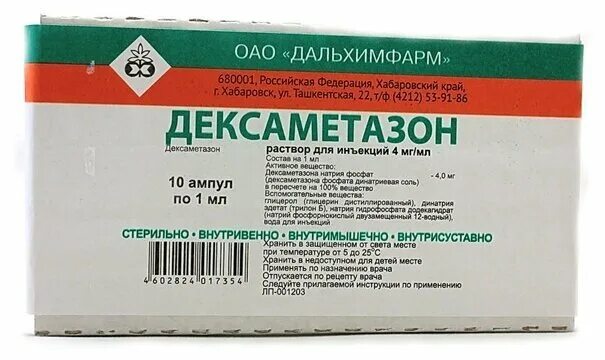 ОАО "ДАЛЬХИМФАРМ"
680001, Российская Федерация, Хабаровский край,
г. Хабаровск, ул. Ташкентская, 22, т/ф (4212) 53-91-86
ДЕКСАМЕТАЗОН
Дексаметазон
раствор для инъекций 4 мг/мл
Состав на 1 мл
Активное вещество:
Дексаметазона натрия фосфат - 4,0 мг
(дексаметазона фосфата динатриевая соль)
в пересчете на 100% вещество
Вспомогательные вещества:
глицерол (глицерин дистиллированный), динатрия
эдетат (трилон Б), натрия гидрофосфата додекагидрат
(натрий фосфорнокислый двузамещенный 12-водный),
вода для инъекций
10 ампул
по 1 мл
СТЕРИЛЬНО • ВНУТРИВЕННО • ВНУТРИМЫШЕЧНО • ВНУТРИСУСТАВНО
Хранить в защищенном от света месте
при температуре от 5 до 25°С
Хранить в недоступном для детей месте
Применять по назначению врача
Отпускается по рецепту врача
Следуйте прилагаемой инструкции по применению
ЛП-001203
4 602824 017354